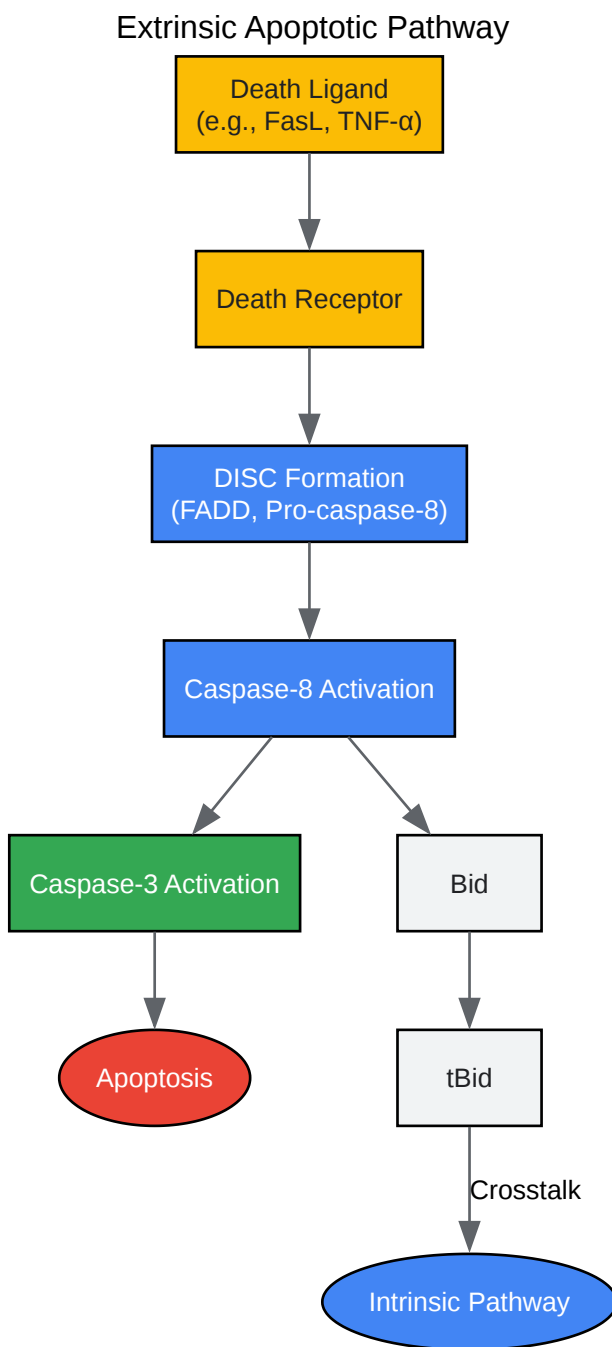 Extrinsic Apoptotic Pathway
Death Ligand
(e.g., FasL, TNF-α)
Death Receptor
DISC Formation
(FADD, Pro-caspase-8)
Caspase-8 Activation
Caspase-3 Activation
Bid
Apoptosis
tBid
Crosstalk
Intrinsic Pathway